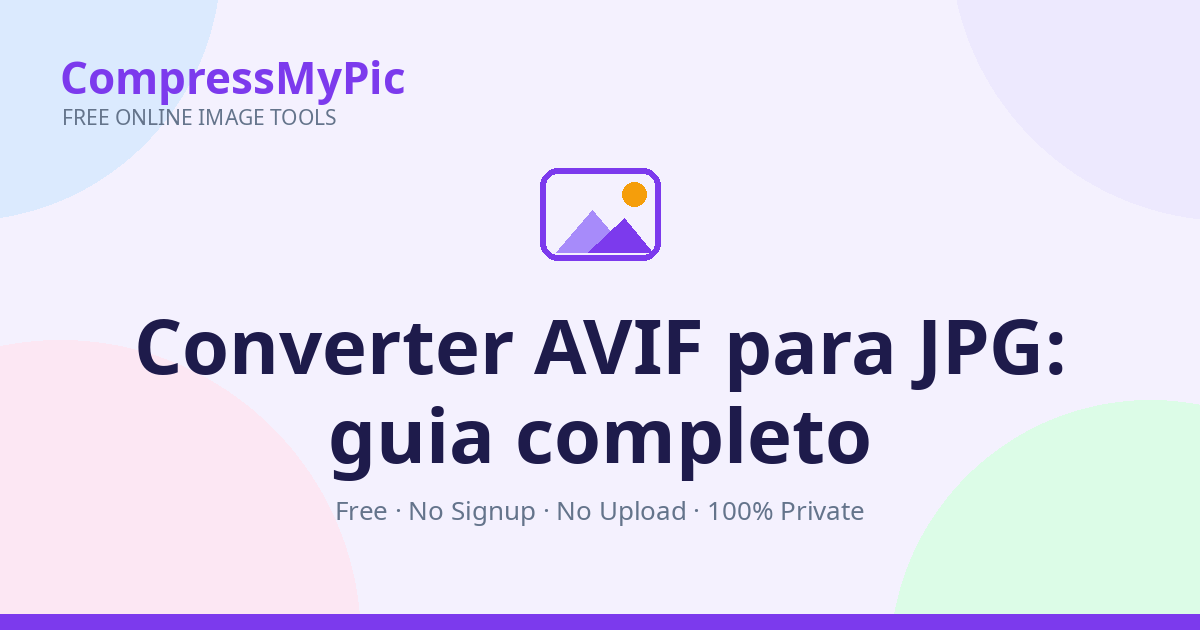 CompressMyPic
FREE ONLINE IMAGE TOOLS
Converter AVIF para JPG:
guia completo
Free · No Signup · No Upload · 100% Private